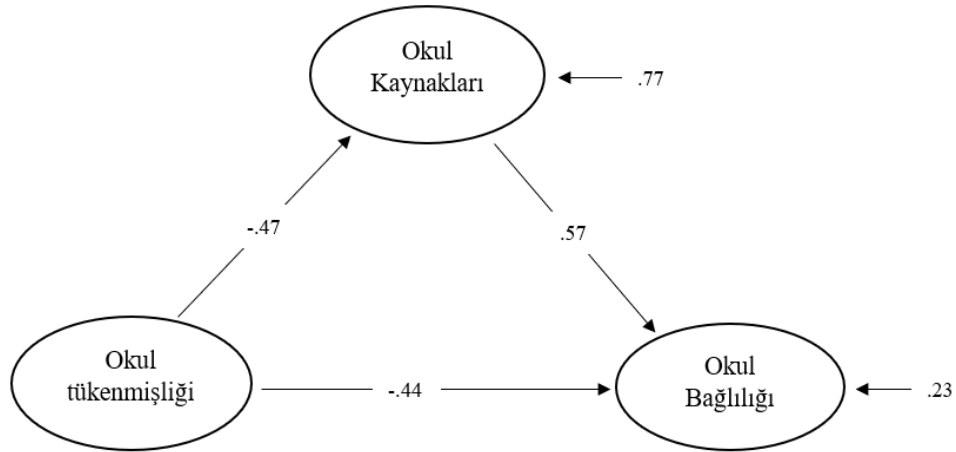 Okul
Kaynakları
.77
-.47
.57
Okul
tükenmişliği
-.44
Okul
Bağlılığı
.23